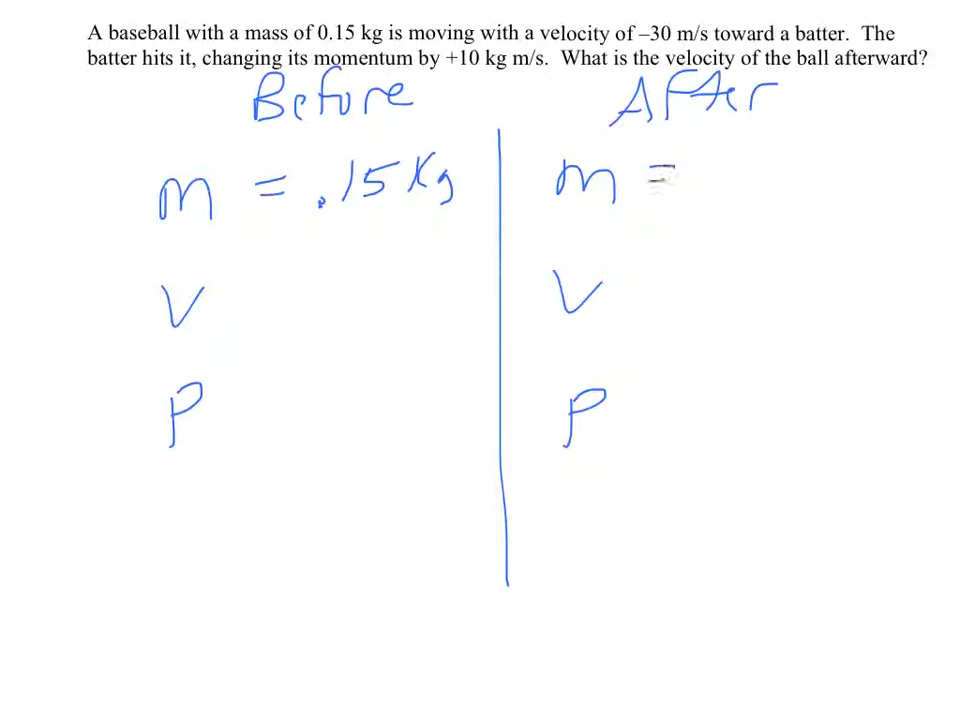 A baseball with a mass of 0.15 kg is moving with a velocity of –30 m/s toward a batter. The
batter hits it, changing its momentum by +10 kg m/s. What is the velocity of the ball afterward?
Before After
m = .15 Kg m =
V V
P P